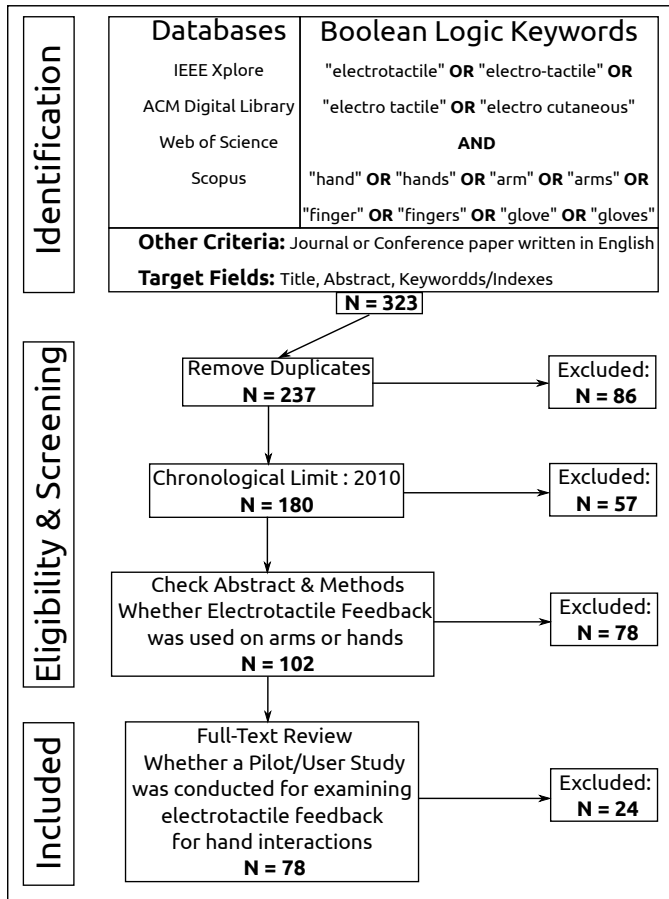 Identification
Databases
IEEE Xplore
ACM Digital Library
Web of Science
Scopus
Boolean Logic Keywords
"electrotactile" OR "electro-tactile" OR
"electro tactile" OR "electro cutaneous"
AND
"hand" OR "hands" OR "arm" OR "arms" OR
"finger" OR "fingers" OR "glove" OR "gloves"
Other Criteria: Journal or Conference paper written in English
Target Fields: Title, Abstract, Keywordds/Indexes
N = 323
Eligibility & Screening
Remove Duplicates
N = 237
Excluded:
N = 86
Chronological Limit : 2010
N = 180
Excluded:
N = 57
Check Abstract & Methods
Whether Electrotactile Feedback
was used on arms or hands
N = 102
Excluded:
N = 78
Included
Full-Text Review
Whether a Pilot/User Study
was conducted for examining
electrotactile feedback
for hand interactions
N = 78
Excluded:
N = 24